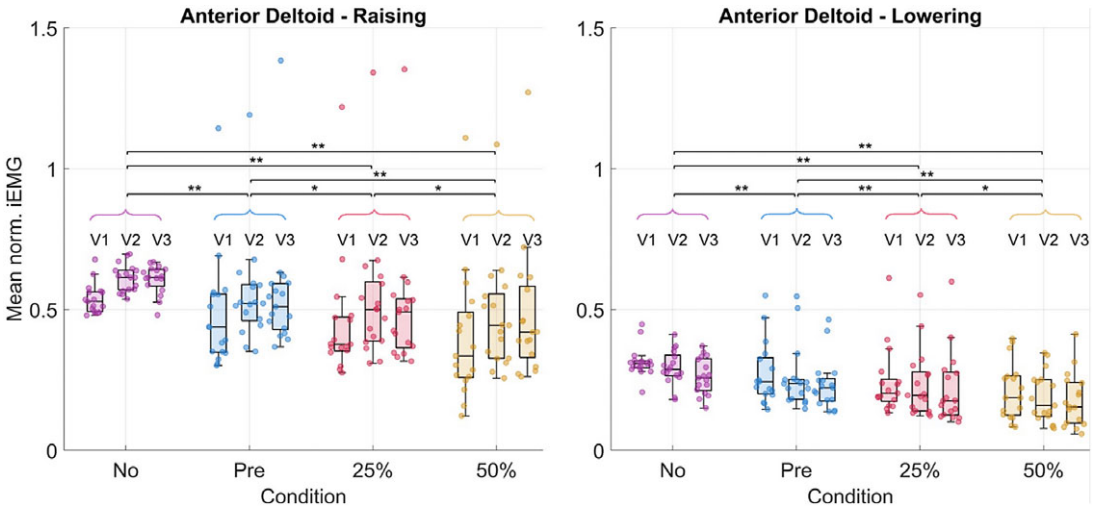 Anterior Deltoid - Raising
Mean norm. iEMG
1.5
1
0.5
0
**
**
**
**
*
*
V1 V2 V3
V1 V2 V3
V1 V2 V3
V1 V2 V3
No Pre 25% 50%
Condition
Anterior Deltoid - Lowering
1.5
1
0.5
0
**
**
**
**
**
*
V1 V2 V3
V1 V2 V3
V1 V2 V3
V1 V2 V3
No Pre 25% 50%
Condition